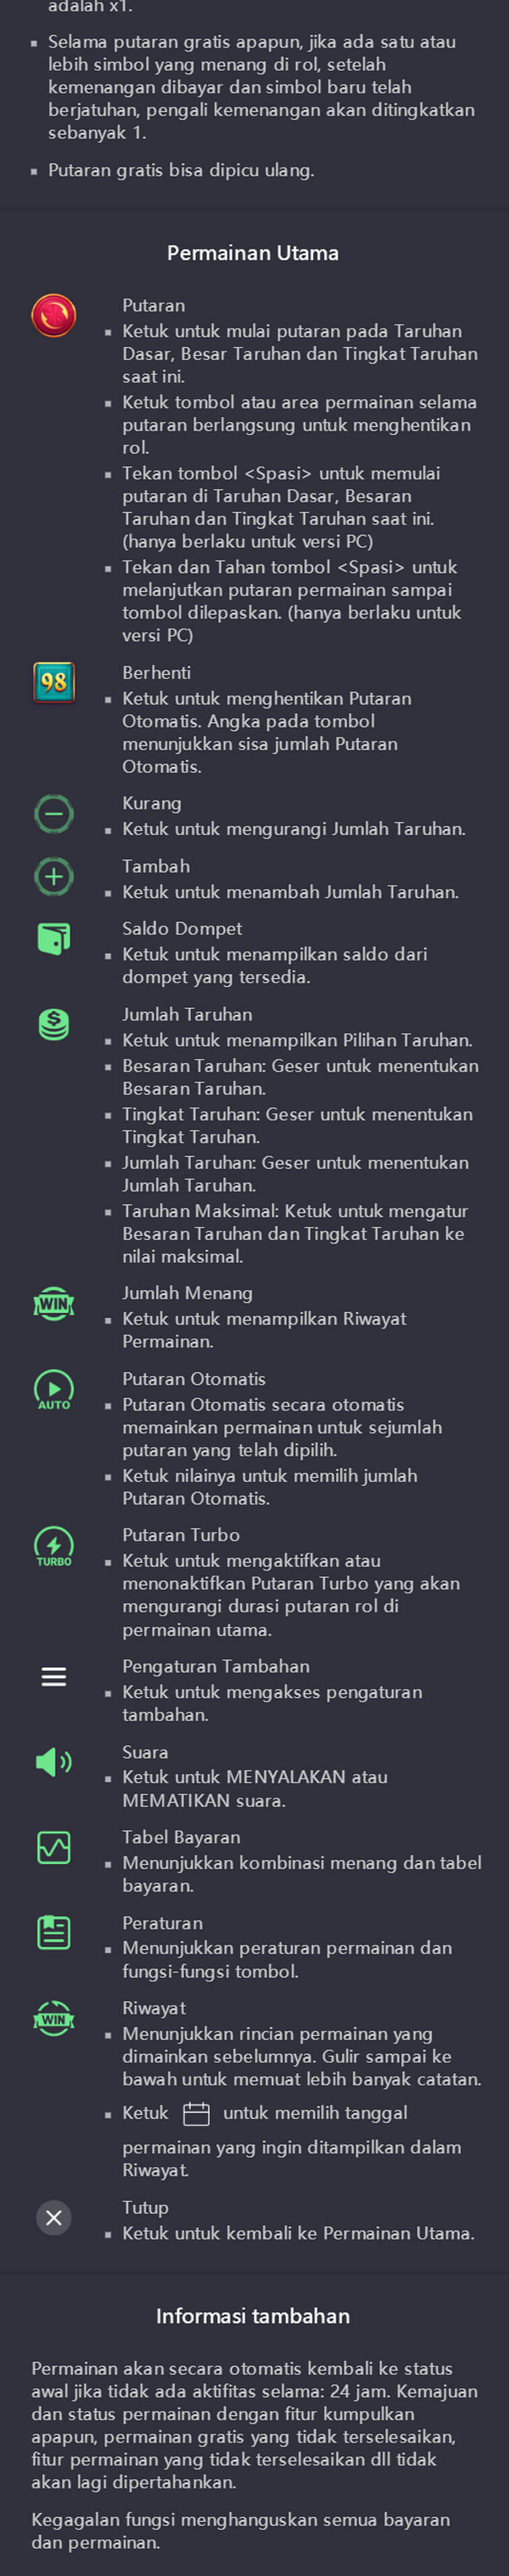 adalah x1.
Selama putaran gratis apapun, jika ada satu atau
lebih simbol yang menang di rol, setelah
kemenangan dibayar dan simbol baru telah
berjatuhan, pengali kemenangan akan ditingkatkan
sebanyak 1.
Putaran gratis bisa dipicu ulang.
Permainan Utama
Putaran
Ketuk untuk mulai putaran pada Taruhan
Dasar, Besar Taruhan dan Tingkat Taruhan
saat ini.
Ketuk tombol atau area permainan selama
putaran berlangsung untuk menghentikan
rol.
Tekan tombol <Spasi> untuk memulai
putaran di Taruhan Dasar, Besaran
Taruhan dan Tingkat Taruhan saat ini.
(hanya berlaku untuk versi PC)
Tekan dan Tahan tombol <Spasi> untuk
melanjutkan putaran permainan sampai
tombol dilepaskan. (hanya berlaku untuk
versi PC)
98
Berhenti
Ketuk untuk menghentikan Putaran
Otomatis. Angka pada tombol
menunjukkan sisa jumlah Putaran
Otomatis.
Kurang
Ketuk untuk mengurangi Jumlah Taruhan.
Tambah
Ketuk untuk menambah Jumlah Taruhan.
Saldo Dompet
Ketuk untuk menampilkan saldo dari
dompet yang tersedia.
Jumlah Taruhan
Ketuk untuk menampilkan Pilihan Taruhan.
Besaran Taruhan: Geser untuk menentukan
Besaran Taruhan.
Tingkat Taruhan: Geser untuk menentukan
Tingkat Taruhan.
Jumlah Taruhan: Geser untuk menentukan
Jumlah Taruhan.
Taruhan Maksimal: Ketuk untuk mengatur
Besaran Taruhan dan Tingkat Taruhan ke
nilai maksimal.
WIN
Jumlah Menang
Ketuk untuk menampilkan Riwayat
Permainan.
AUTO
Putaran Otomatis
Putaran Otomatis secara otomatis
memainkan permainan untuk sejumlah
putaran yang telah dipilih.
Ketuk nilainya untuk memilih jumlah
Putaran Otomatis.
TURBO
Putaran Turbo
Ketuk untuk mengaktifkan atau
menonaktifkan Putaran Turbo yang akan
mengurangi durasi putaran rol di
permainan utama.
Pengaturan Tambahan
Ketuk untuk mengakses pengaturan
tambahan.
Suara
Ketuk untuk MENYALAKAN atau
MEMATIKAN suara.
Tabel Bayaran
Menunjukkan kombinasi menang dan tabel
bayaran.
Peraturan
Menunjukkan peraturan permainan dan
fungsi-fungsi tombol.
WIN
Riwayat
Menunjukkan rincian permainan yang
dimainkan sebelumnya. Gulir sampai ke
bawah untuk memuat lebih banyak catatan.
Ketuk untuk memilih tanggal
permainan yang ingin ditampilkan dalam
Riwayat.
Tutup
Ketuk untuk kembali ke Permainan Utama.
Informasi tambahan
Permainan akan secara otomatis kembali ke status
awal jika tidak ada aktifitas selama: 24 jam. Kemajuan
dan status permainan dengan fitur kumpulkan
apapun, permainan gratis yang tidak terselesaikan,
fitur permainan yang tidak terselesaikan dll tidak
akan lagi dipertahankan.
Kegagalan fungsi menghanguskan semua bayaran
dan permainan.